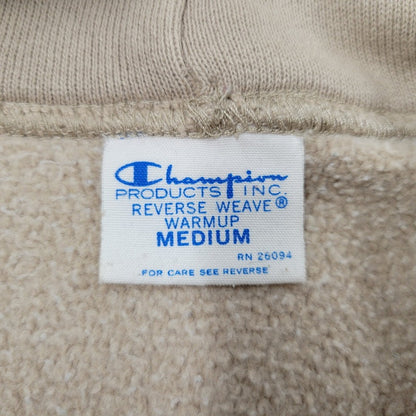 Champion
PRODUCTS INC.
REVERSE WEAVE®
WARMUP
MEDIUM
RN 26094
FOR CARE SEE REVERSE